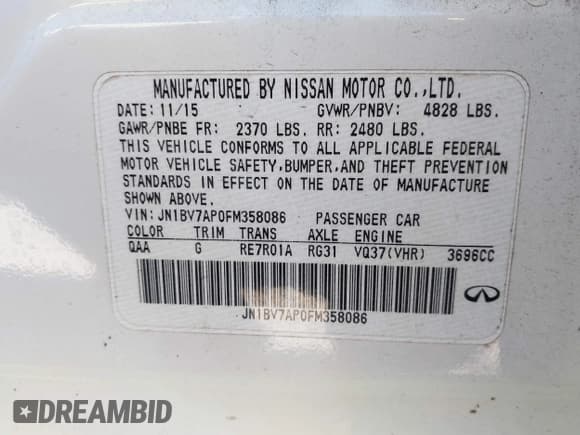 MANUFACTURED BY NISSAN MOTOR CO.,LTD.
DATE: 11/15 GVWR/PNBV: 4828 LBS.
GAWR/PNBE FR: 2370 LBS. RR: 2480 LBS.
THIS VEHICLE CONFORMS TO ALL APPLICABLE FEDERAL
MOTOR VEHICLE SAFETY,BUMPER,AND THEFT PREVENTION
STANDARDS IN EFFECT ON THE DATE OF MANUFACTURE
SHOWN ABOVE.
VIN:JN1BV7AP0FM358086 PASSENGER CAR
COLOR TRIM TRANS AXLE ENGINE
QAA G RE7R01A RG31 VQ37(VHR) 3696CC
JN1BV7AP0FM358086
DREAMBID